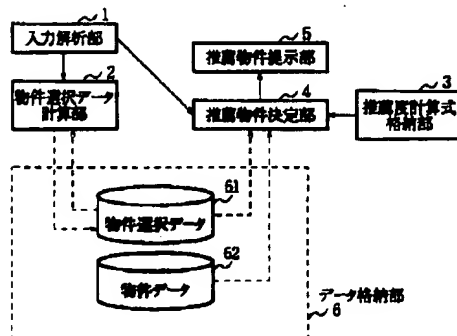 1
入力解析部
2
物件選択データ
計算部
5
推薦物件提示部
4
推薦物件決定部
3
推薦度計算式
格納部
61
物件選択データ
62
物件データ
データ格納部
6